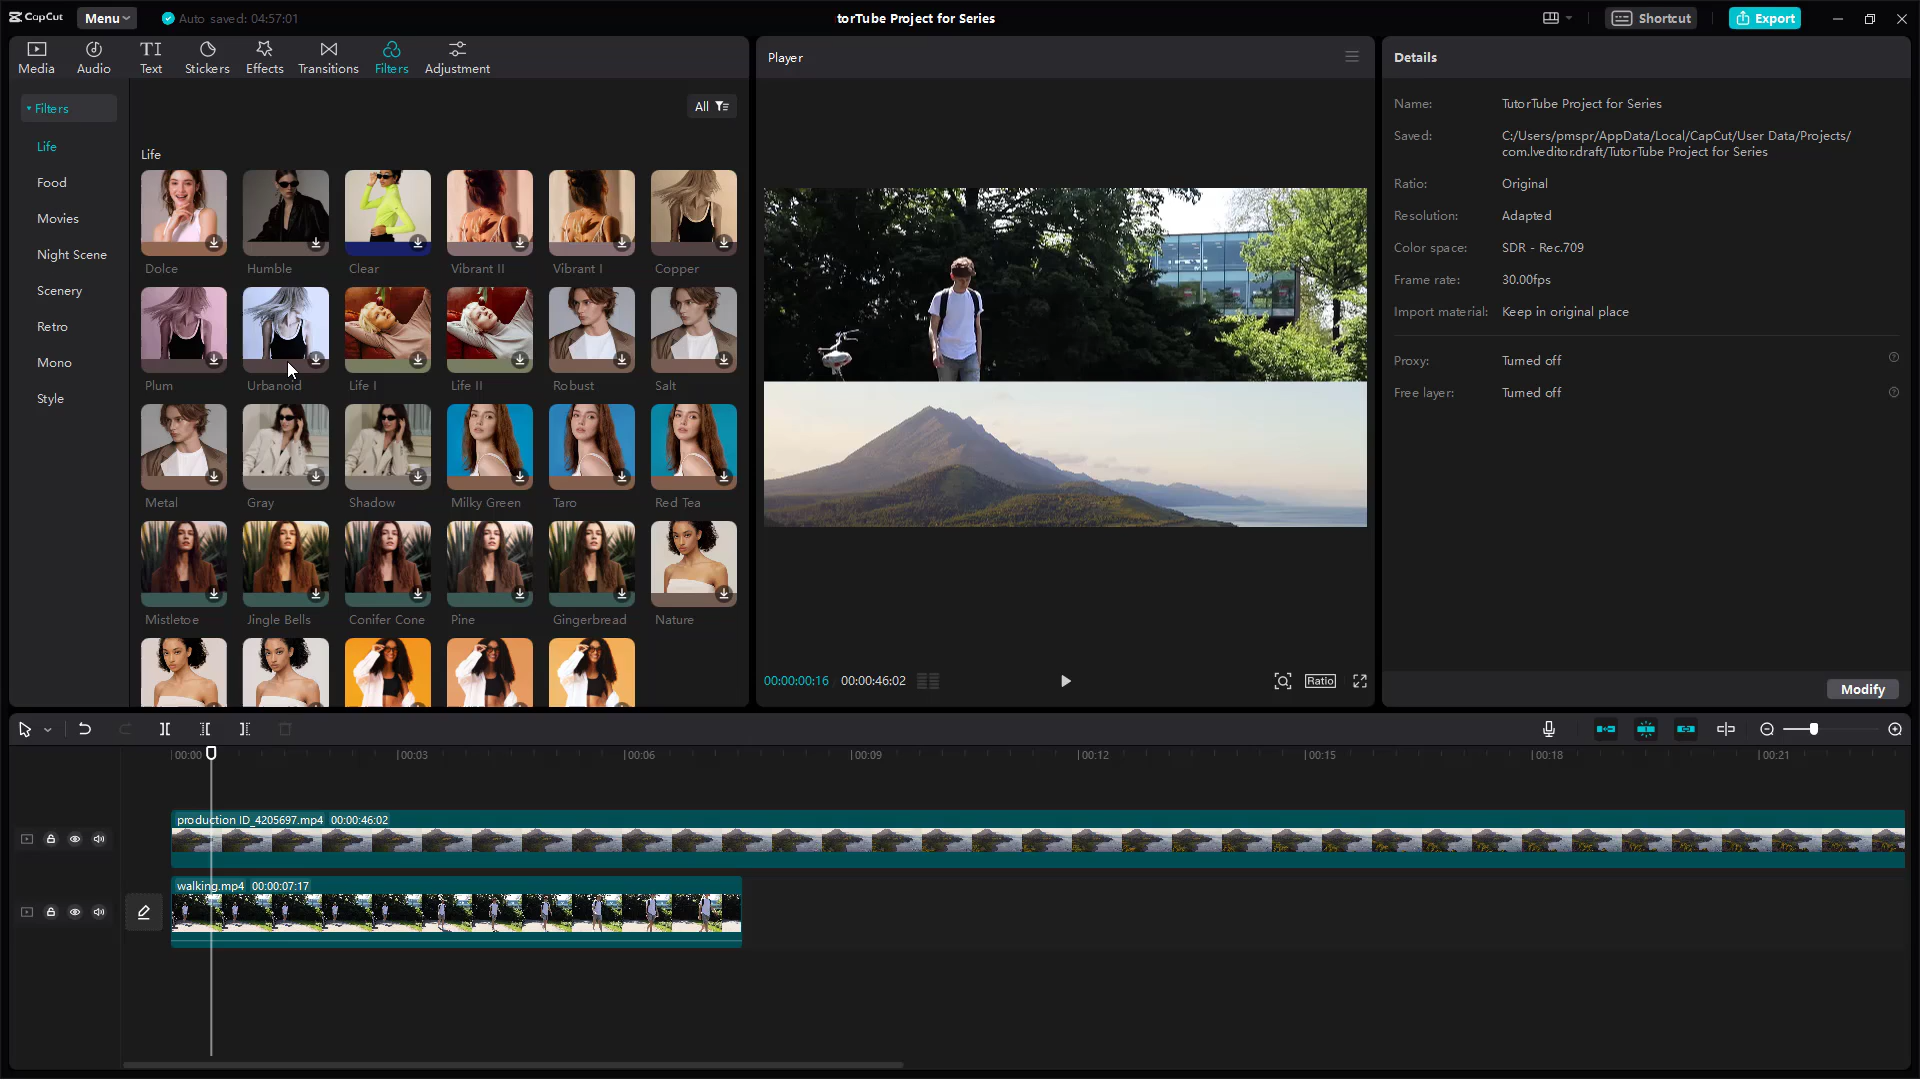 CapCut
Menu
Auto saved: 04:57:01
torTube Project for Series
Shortcut
Export
Media
Audio
TI
Text
Stickers
Effects
Transitions
Filters
Adjustment
Player
Details
Filters
All
Life
Food
Movies
Night Scene
Scenery
Retro
Mono
Style
Life
Dolce
Humble
Clear
Vibrant II
Vibrant I
Copper
Plum
Urbanoid
Life I
Life II
Robust
Salt
Metal
Gray
Shadow
Milky Green
Taro
Red Tea
Mistletoe
Jingle Bells
Conifer Cone
Pine
Gingerbread
Nature
00:00:00:16
00:00:46:02
Ratio
Name: TutorTube Project for Series
Saved: C:/Users/pmspr/AppData/Local/CapCut/User Data/Projects/
com.lveditor.draft/TutorTube Project for Series
Ratio: Original
Resolution: Adapted
Color space: SDR - Rec.709
Frame rate: 30.00fps
Import material: Keep in original place
Proxy: Turned off
Free layer: Turned off
Modify
00:00
00:03
00:06
00:09
00:12
00:15
00:18
00:21
production ID_4205697.mp4 00:00:46:02
walking.mp4 00:00:07:17